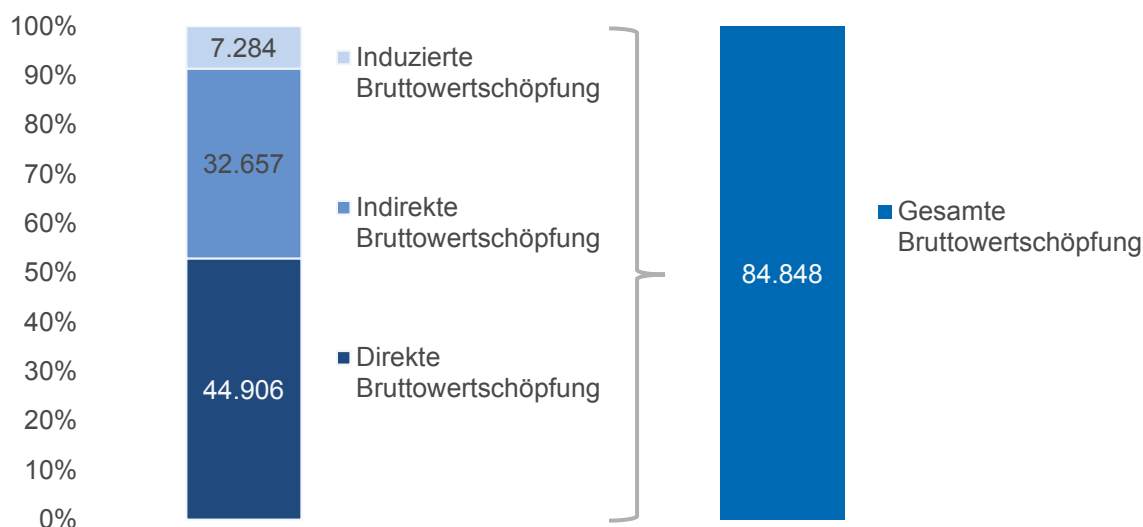 100%
90%
80%
70%
60%
50%
40%
30%
20%
10%
0%
7.284
32.657
44.906
Induzierte
Bruttowertschöpfung
Indirekte
Bruttowertschöpfung
Direkte
Bruttowertschöpfung
84.848
Gesamte
Bruttowertschöpfung